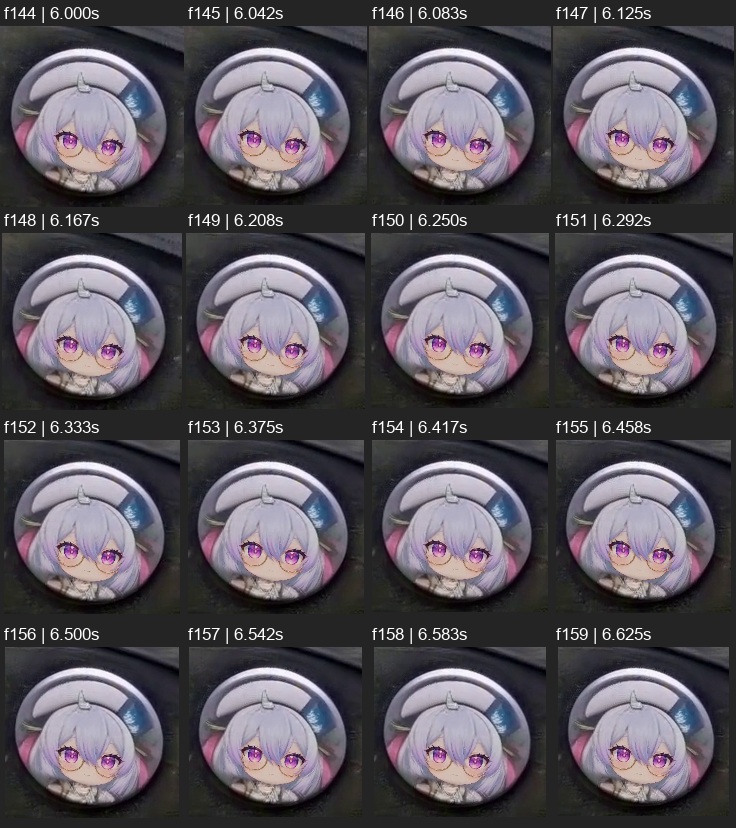 f144 | 6.000s
f145 | 6.042s
f146 | 6.083s
f147 | 6.125s
f148 | 6.167s
f149 | 6.208s
f150 | 6.250s
f151 | 6.292s
f152 | 6.333s
f153 | 6.375s
f154 | 6.417s
f155 | 6.458s
f156 | 6.500s
f157 | 6.542s
f158 | 6.583s
f159 | 6.625s